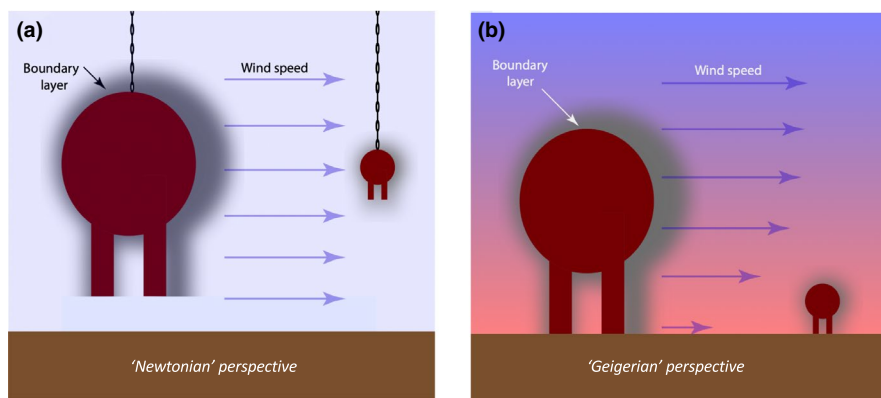 (a)
Boundary
layer
Wind speed
'Newtonian' perspective
(b)
Boundary
layer
Wind speed
'Geigerian' perspective